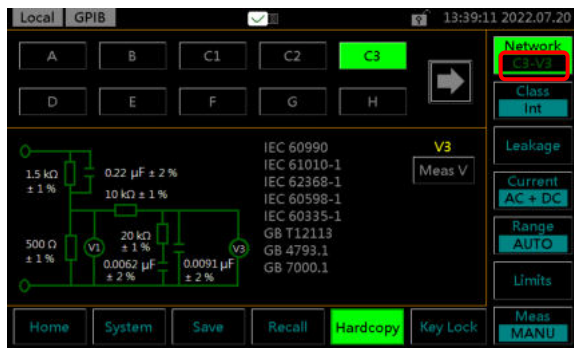 Local GPIB 13:39:11 2022.07.20
A B C1 C2 C3
D E F G H
Network
C3-V3
Class
Int
Leakage
Current
AC + DC
Range
AUTO
Limits
Meas
MANU
1.5 kΩ
± 1 %
0.22 μF ± 2 %
10 kΩ ± 1 %
500 Ω
± 1 %
V1
20 kΩ
± 1 %
0.0062 μF
± 2 %
0.0091 μF
± 2 %
V3
IEC 60990
IEC 61010-1
IEC 62368-1
IEC 60598-1
IEC 60335-1
GB T12113
GB 4793.1
GB 7000.1
V3
Meas V
Home System Save Recall Hardcopy Key Lock